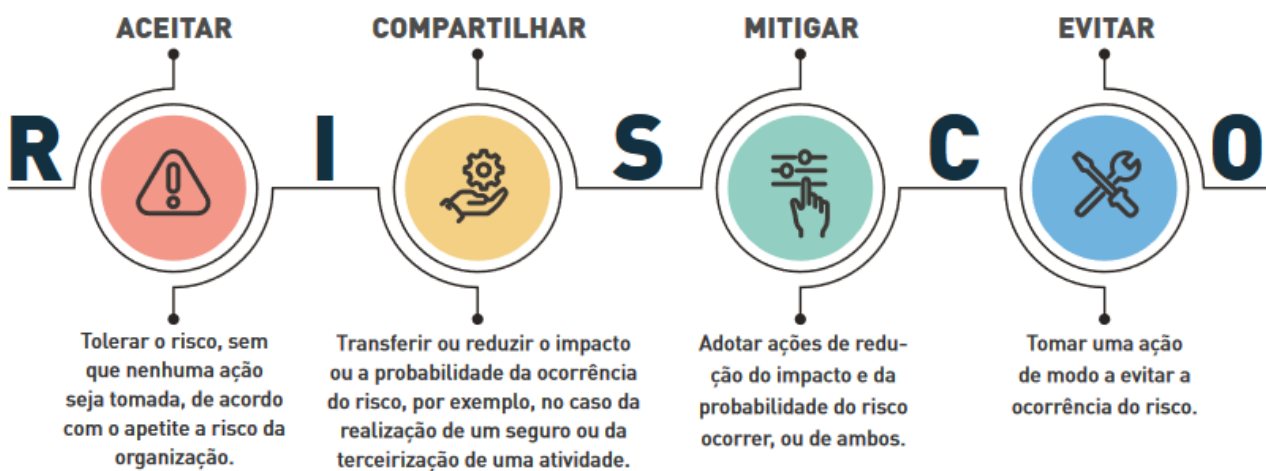 ACEITAR
COMPARTILHAR
MITIGAR
EVITAR
R I S C O
Tolerar o risco, sem
que nenhuma ação
seja tomada, de acordo
com o apetite a risco da
organização.
Transferir ou reduzir o impacto
ou a probabilidade da ocorrência
do risco, por exemplo, no caso da
realização de um seguro ou da
terceirização de uma atividade.
Adotar ações de redu-
ção do impacto e da
probabilidade do risco
ocorrer, ou de ambos.
Tomar uma ação
de modo a evitar a
ocorrência do risco.